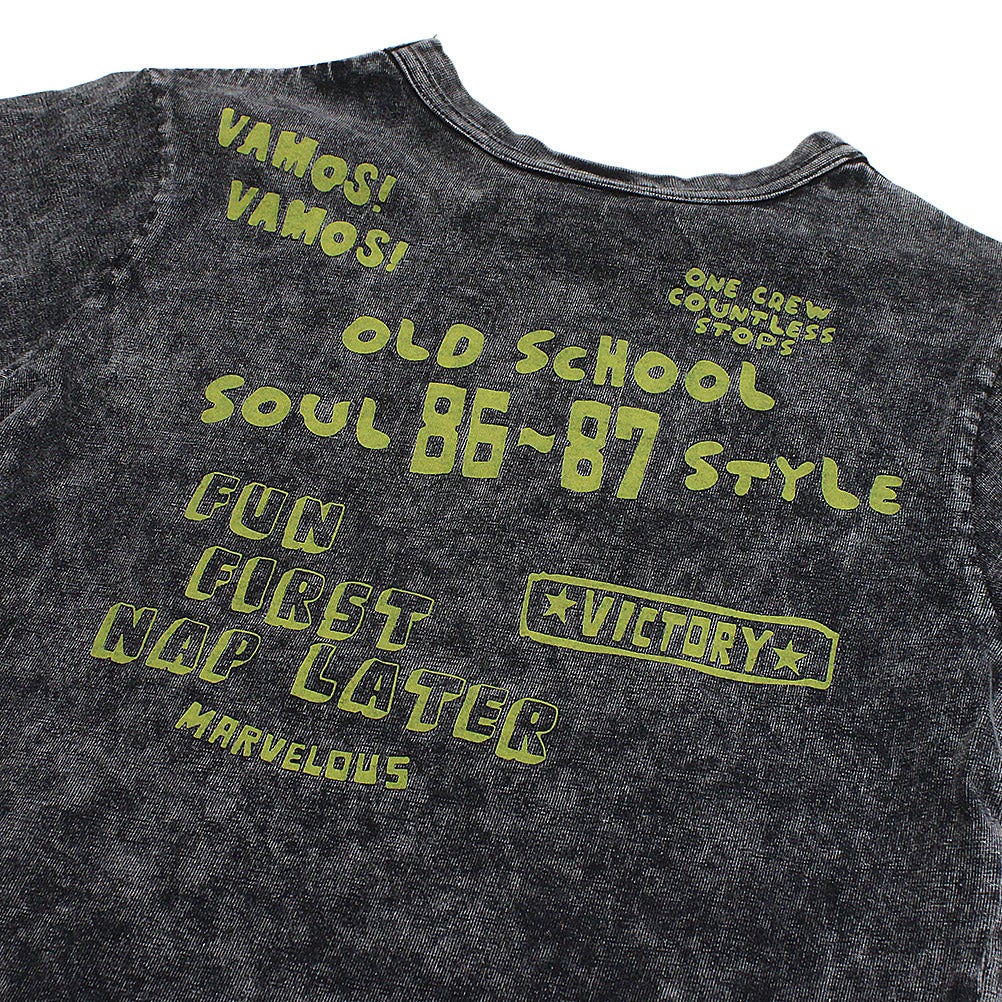 VAMOS!
VAMOS!
ONE CREW
COUNTLESS
STOPS
OLD SCHOOL
SOUL 86~87 STYLE
FUN
FIRST
NAP LATER
★VICTORY★
MARVELOUS